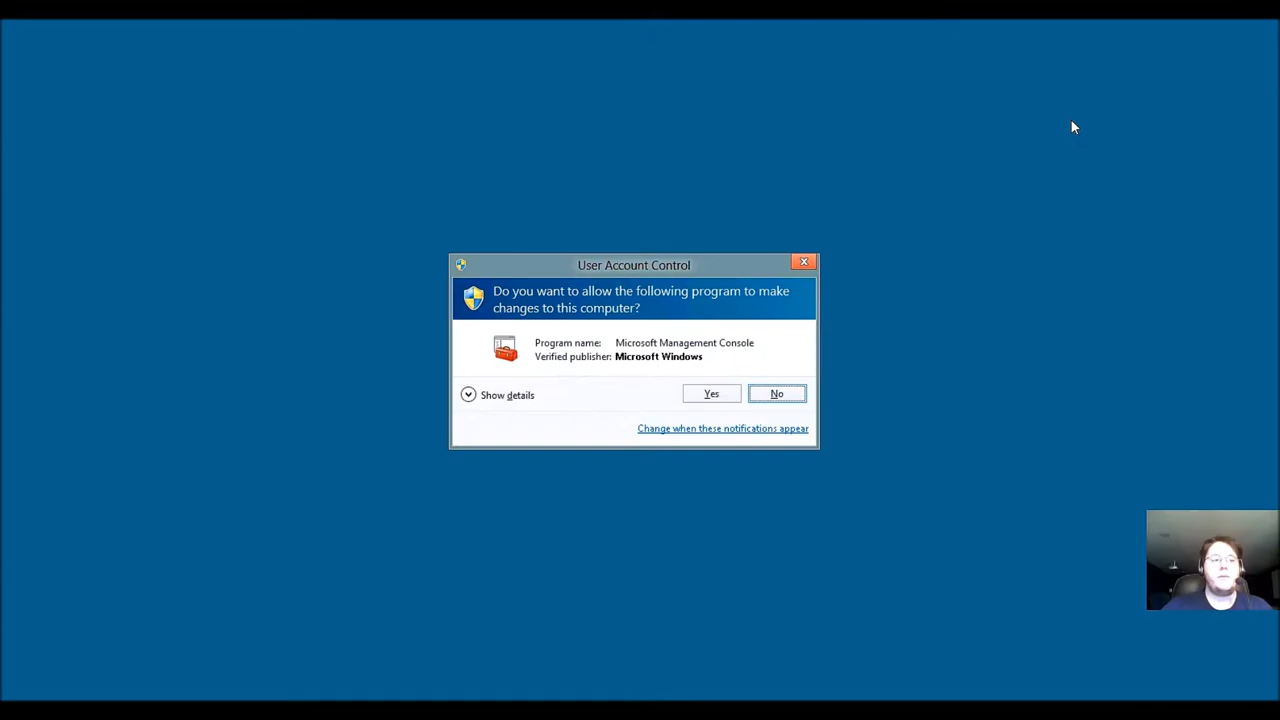 User Account Control
Do you want to allow the following program to make
changes to this computer?
Program name: Microsoft Management Console
Verified publisher: Microsoft Windows
Show details
Yes
No
Change when these notifications appear